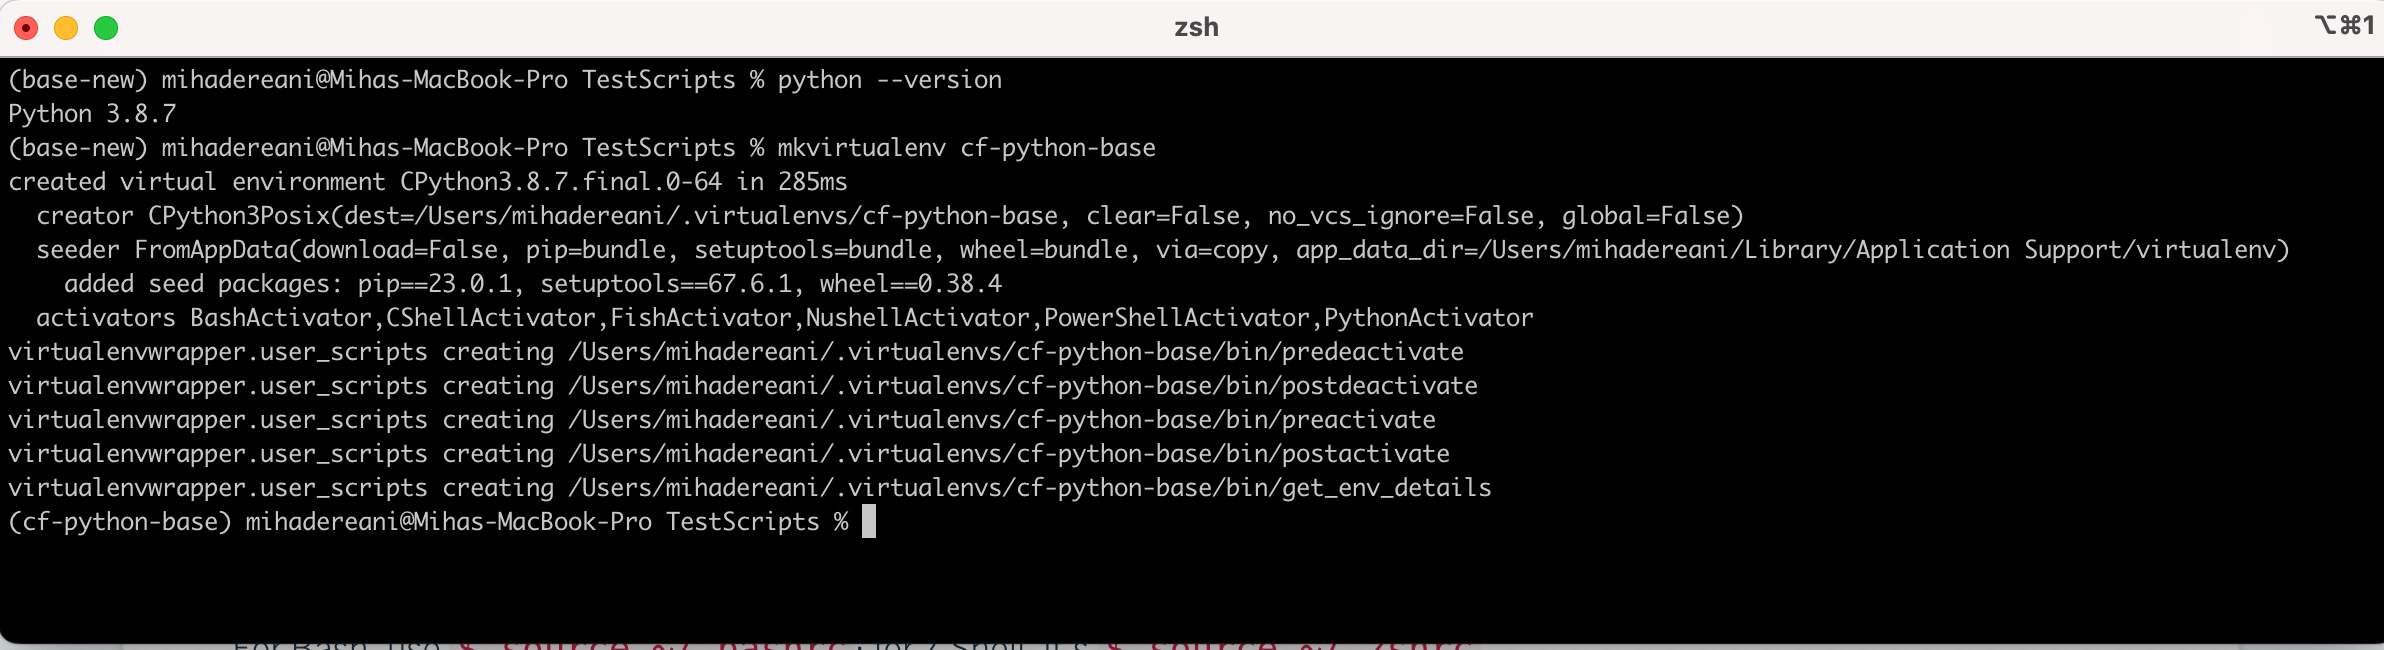 zsh
⌥⌘1
(base-new) mihadereani@Mihas-MacBook-Pro TestScripts % python --version
Python 3.8.7
(base-new) mihadereani@Mihas-MacBook-Pro TestScripts % mkvirtualenv cf-python-base
created virtual environment CPython3.8.7.final.0-64 in 285ms
  creator CPython3Posix(dest=/Users/mihadereani/.virtualenvs/cf-python-base, clear=False, no_vcs_ignore=False, global=False)
  seeder FromAppData(download=False, pip=bundle, setuptools=bundle, wheel=bundle, via=copy, app_data_dir=/Users/mihadereani/Library/Application Support/virtualenv)
    added seed packages: pip==23.0.1, setuptools==67.6.1, wheel==0.38.4
  activators BashActivator,CShellActivator,FishActivator,NushellActivator,PowerShellActivator,PythonActivator
virtualenvwrapper.user_scripts creating /Users/mihadereani/.virtualenvs/cf-python-base/bin/predeactivate
virtualenvwrapper.user_scripts creating /Users/mihadereani/.virtualenvs/cf-python-base/bin/postdeactivate
virtualenvwrapper.user_scripts creating /Users/mihadereani/.virtualenvs/cf-python-base/bin/preactivate
virtualenvwrapper.user_scripts creating /Users/mihadereani/.virtualenvs/cf-python-base/bin/postactivate
virtualenvwrapper.user_scripts creating /Users/mihadereani/.virtualenvs/cf-python-base/bin/get_env_details
(cf-python-base) mihadereani@Mihas-MacBook-Pro TestScripts %